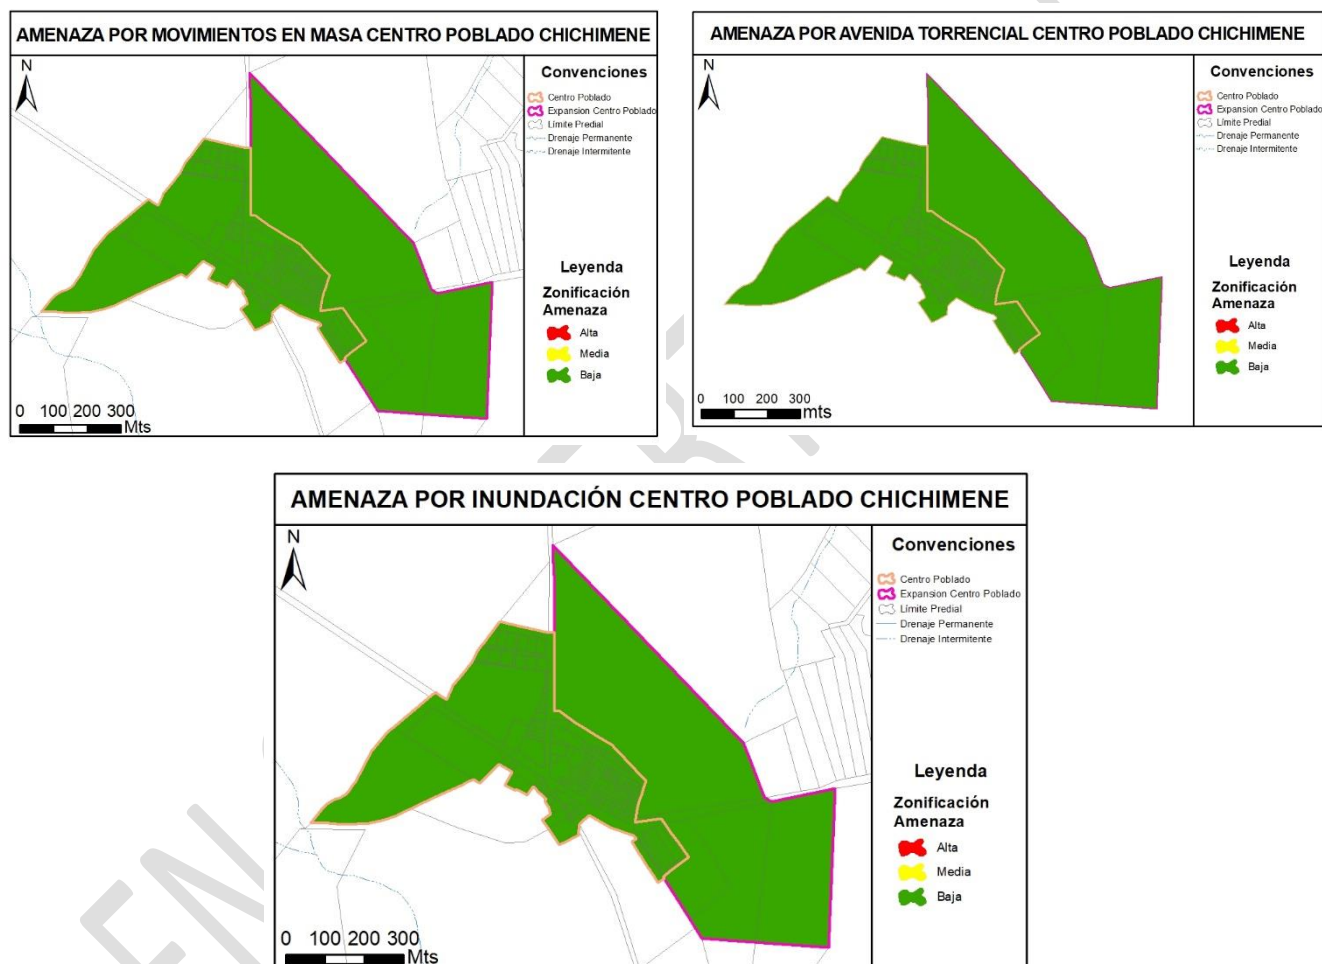 AMENAZA POR MOVIMIENTOS EN MASA CENTRO POBLADO CHICHIMENE
N
Convenciones
Centro Poblado
Expansion Centro Poblado
Límite Predial
Drenaje Permanente
Drenaje Intermitente
Leyenda
Zonificación
Amenaza
Alta
Media
Baja
0 100 200 300
Mts
AMENAZA POR AVENIDA TORRENCIAL CENTRO POBLADO CHICHIMENE
N
Convenciones
Centro Poblado
Expansion Centro Poblado
Límite Predial
Drenaje Permanente
Drenaje Intermitente
Leyenda
Zonificación
Amenaza
Alta
Media
Baja
0 100 200 300
mts
AMENAZA POR INUNDACIÓN CENTRO POBLADO CHICHIMENE
N
Convenciones
Centro Poblado
Expansion Centro Poblado
Límite Predial
Drenaje Permanente
Drenaje Intermitente
Leyenda
Zonificación
Amenaza
Alta
Media
Baja
0 100 200 300
Mts
EN